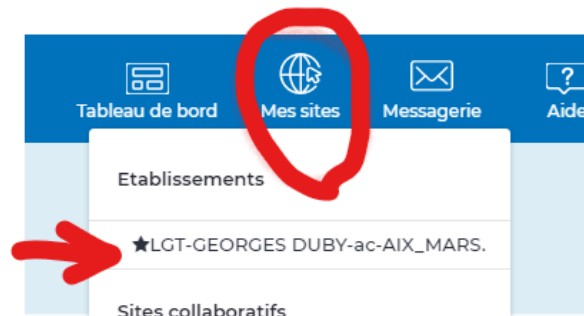 Tableau de bord Mes sites Messagerie Aide
Etablissements
★LGT-GEORGES DUBY-ac-AIX_MARS.
Sites collaboratifs